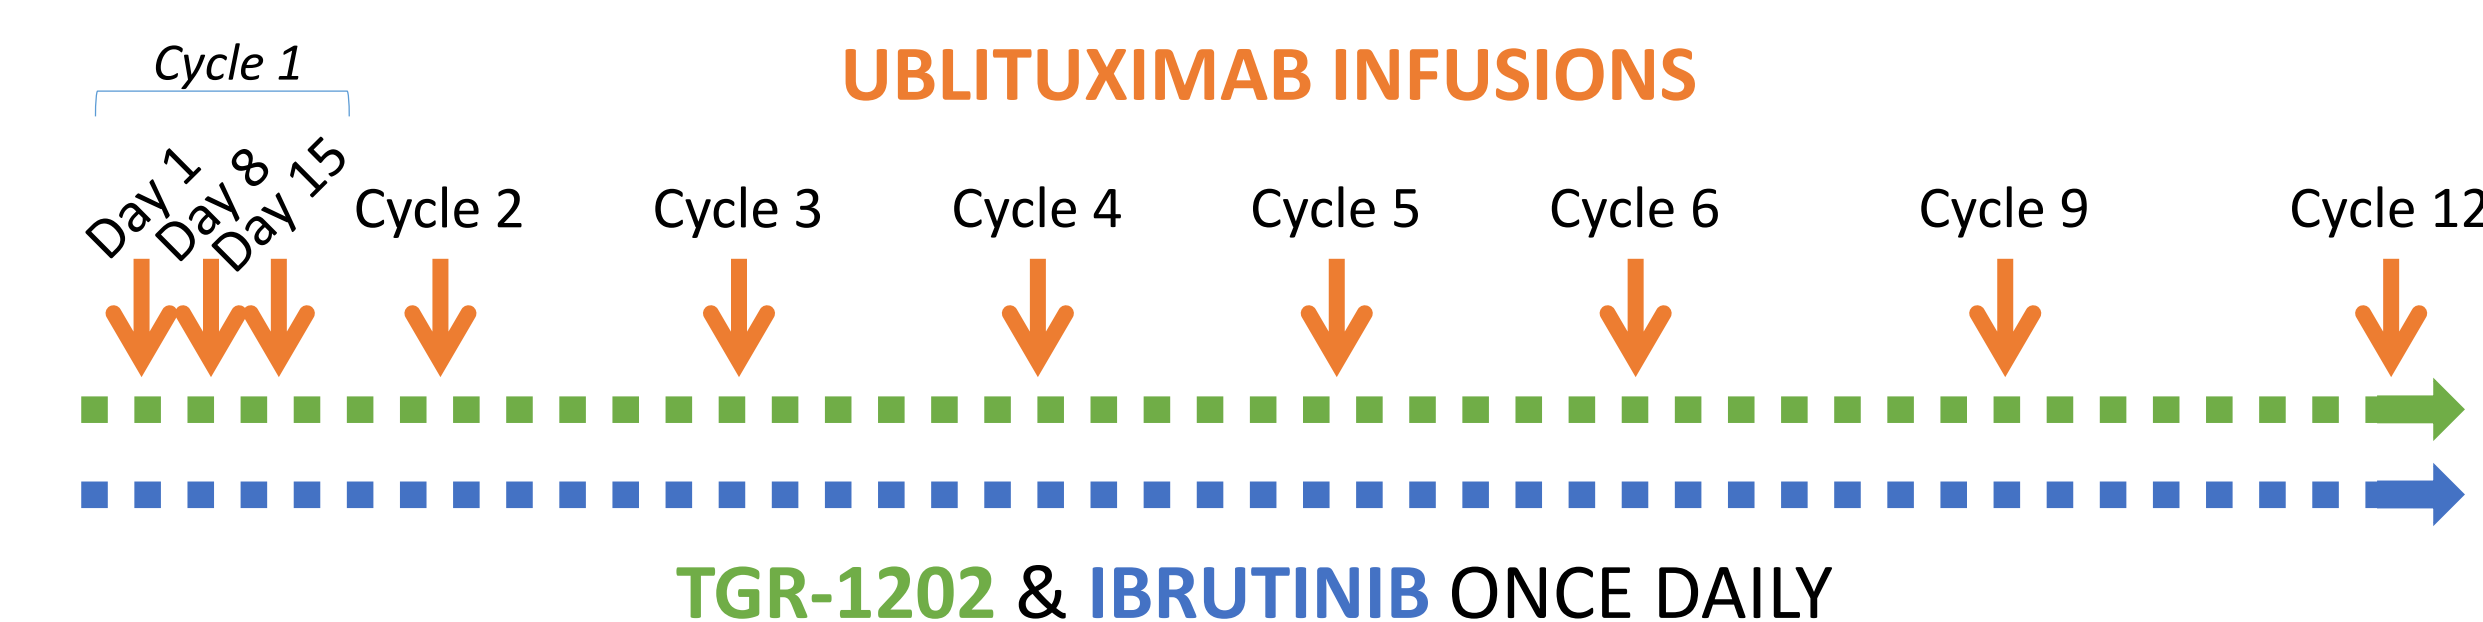 Cycle 1
UBLITUXIMAB INFUSIONS
Day 1
Day 8
Day 15
Cycle 2
Cycle 3
Cycle 4
Cycle 5
Cycle 6
Cycle 9
Cycle 12
TGR-1202 & IBRUTINIB ONCE DAILY